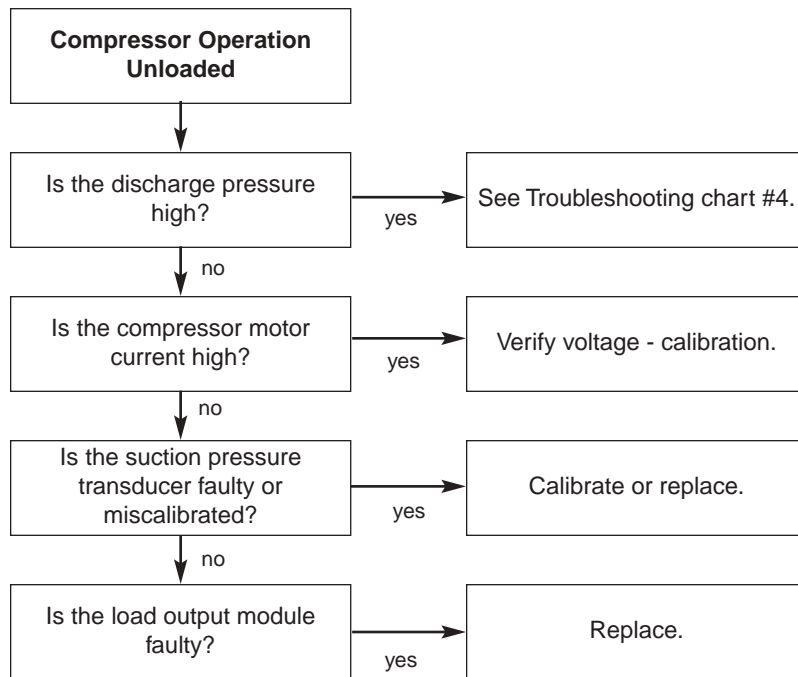 Compressor Operation
Unloaded
Is the discharge pressure
high?
yes
See Troubleshooting chart #4.
no
Is the compressor motor
current high?
yes
Verify voltage - calibration.
no
Is the suction pressure
transducer faulty or
miscalibrated?
yes
Calibrate or replace.
no
Is the load output module
faulty?
yes
Replace.